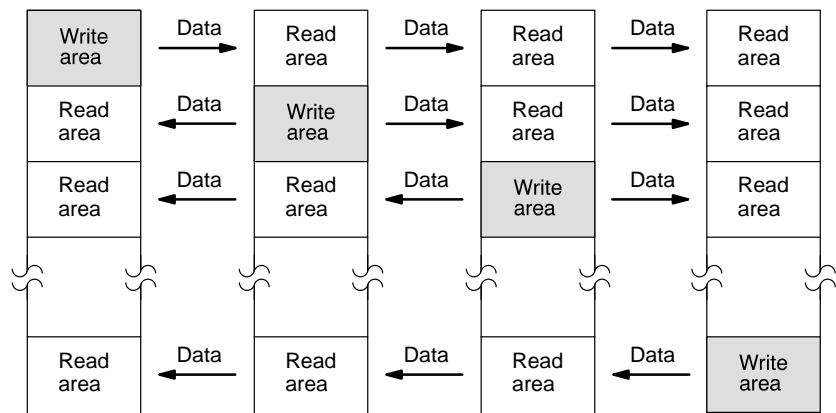 Write area Data Read area Data Read area Data Read area
Read area Data Write area Data Read area Data Read area
Read area Data Read area Data Write area Data Read area
Read area Data Read area Data Read area Data Write area